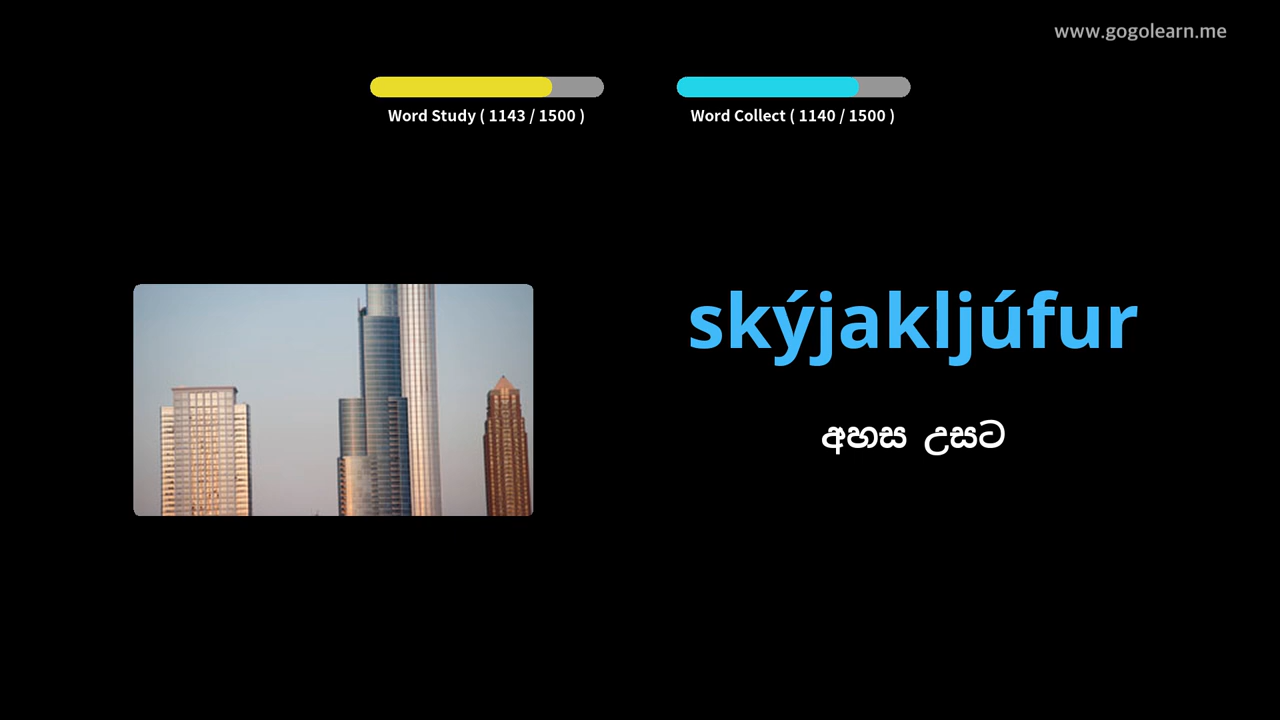 www.gogolearn.me
Word Study ( 1143 / 1500 )
Word Collect ( 1140 / 1500 )
skýjakljúfur
අහස උසට